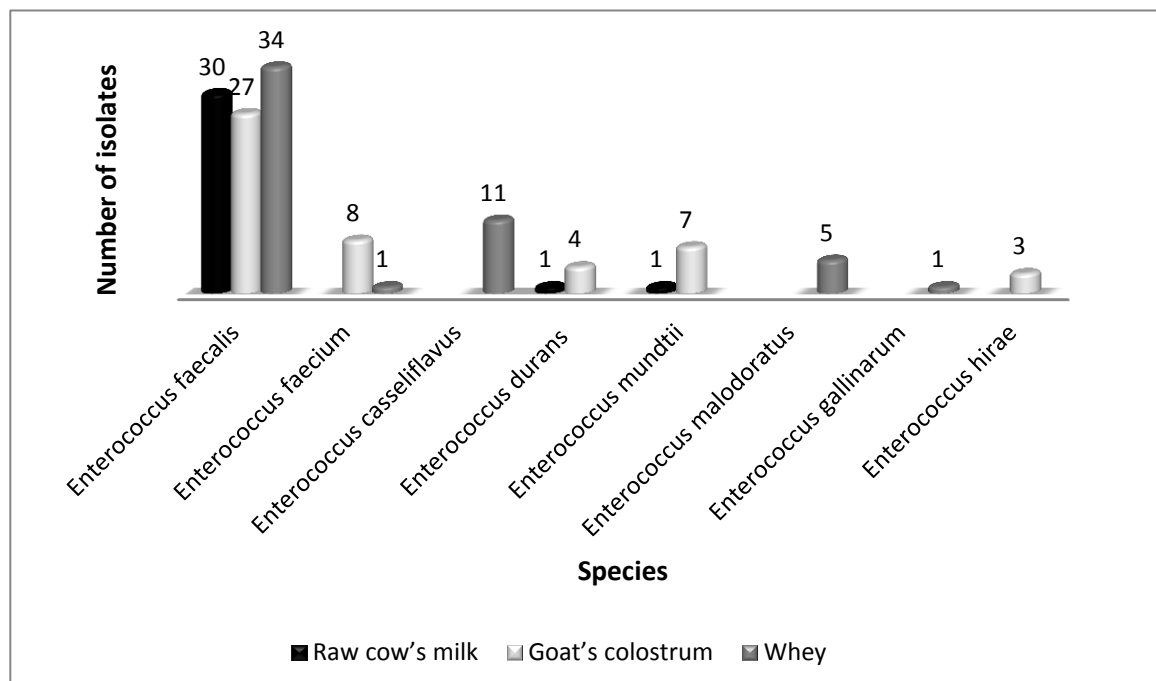 Number of isolates
30
27
34
8
1
11
1
4
1
7
5
1
3
Enterococcus faecalis
Enterococcus faecium
Enterococcus casseliflavus
Enterococcus durans
Enterococcus mundtii
Enterococcus malodoratus
Enterococcus gallinarum
Enterococcus hirae
Species
Raw cow’s milk
Goat’s colostrum
Whey